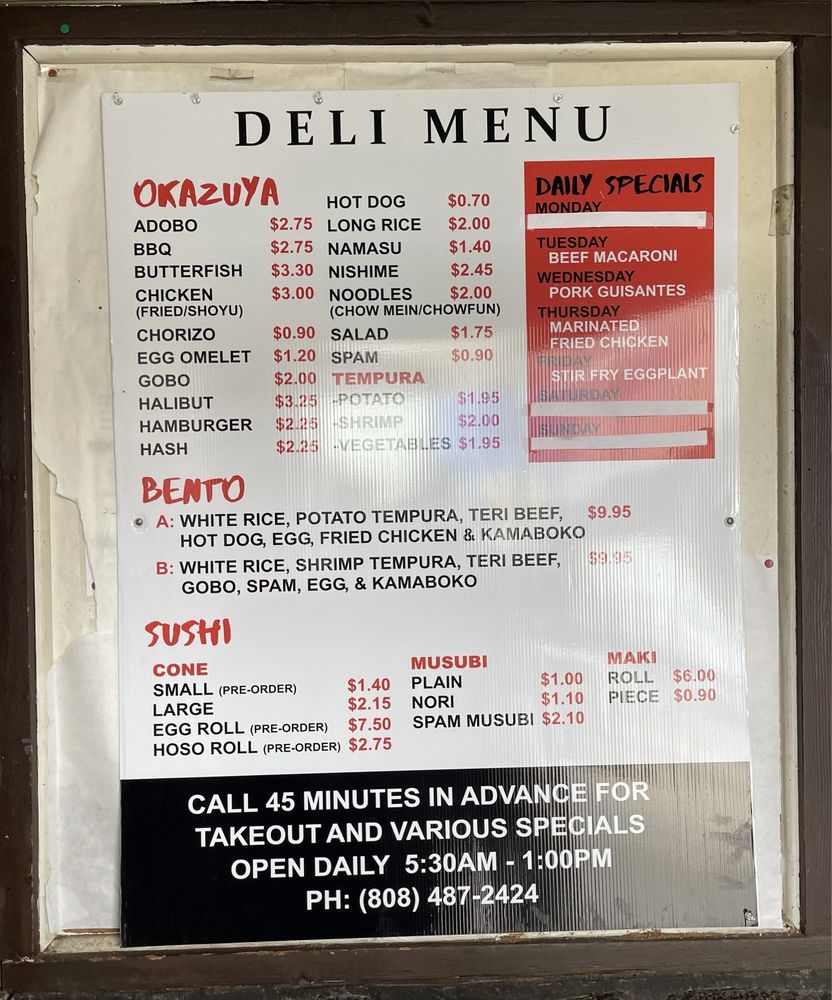 DELI MENU
OKAZUYA
ADOBO $2.75
BBQ $2.75
BUTTERFISH $3.30
CHICKEN $3.00
(FRIED/SHOYU)
CHORIZO $0.90
EGG OMELET $1.20
GOBO $2.00
HALIBUT $3.25
HAMBURGER $2.25
HASH $2.25
HOT DOG $0.70
LONG RICE $2.00
NAMASU $1.40
NISHIME $2.45
NOODLES $2.00
(CHOW MEIN/CHOWFUN)
SALAD $1.75
SPAM $0.90
TEMPURA
-POTATO $1.95
-SHRIMP $2.00
-VEGETABLES $1.95
DAILY SPECIALS
MONDAY
TUESDAY
BEEF MACARONI
WEDNESDAY
PORK GUISANTES
THURSDAY
MARINATED
FRIED CHICKEN
FRIDAY
STIR FRY EGGPLANT
SATURDAY
SUNDAY
BENTO
A: WHITE RICE, POTATO TEMPURA, TERI BEEF, $9.95
HOT DOG, EGG, FRIED CHICKEN & KAMABOKO
B: WHITE RICE, SHRIMP TEMPURA, TERI BEEF, $9.95
GOBO, SPAM, EGG, & KAMABOKO
SUSHI
CONE
SMALL (PRE-ORDER) $1.40
LARGE $2.15
EGG ROLL (PRE-ORDER) $7.50
HOSO ROLL (PRE-ORDER) $2.75
MUSUBI
PLAIN $1.00
NORI $1.10
SPAM MUSUBI $2.10
MAKI
ROLL $6.00
PIECE $0.90
CALL 45 MINUTES IN ADVANCE FOR
TAKEOUT AND VARIOUS SPECIALS
OPEN DAILY 5:30AM - 1:00PM
PH: (808) 487-2424